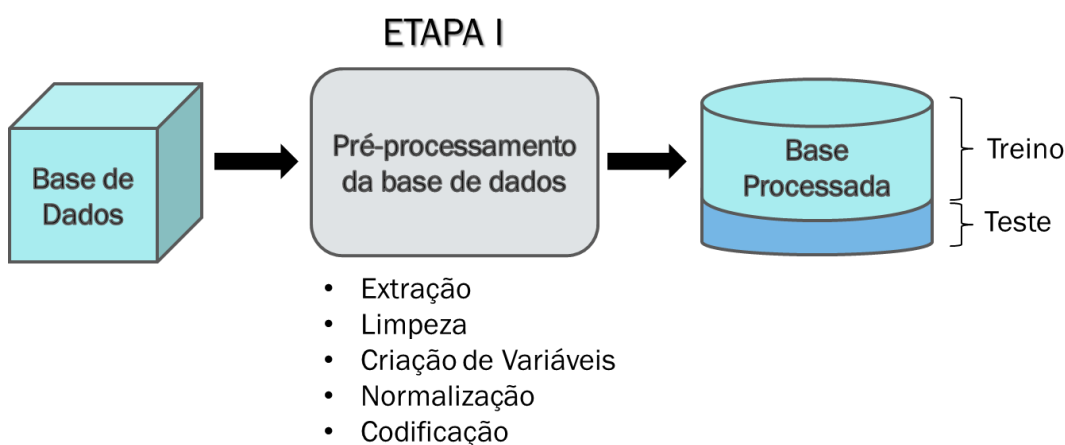 ETAPA I
Base de
Dados
Pré-processamento
da base de dados
Base
Processada
Treino
Teste
• Extração
• Limpeza
• Criação de Variáveis
• Normalização
• Codificação